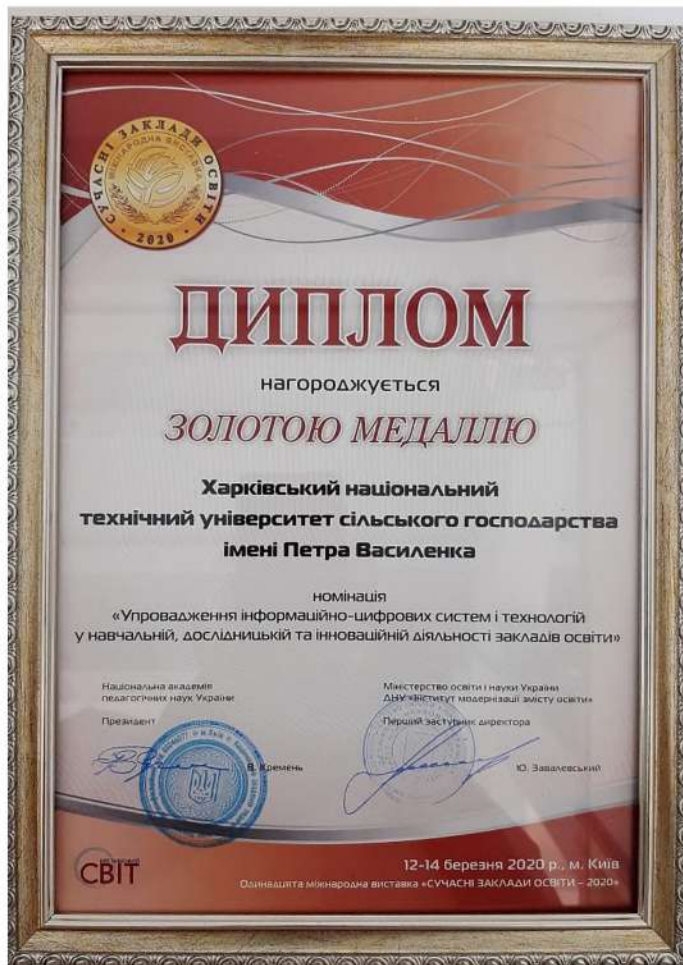 СУЧАСНІ ЗАКЛАДИ ОСВІТИ
МІЖНАРОДНА ВИСТАВКА
2020
ДИПЛОМ
нагороджується
ЗОЛОТОЮ МЕДАЛЛЮ
Харківський національний
технічний університет сільського господарства
імені Петра Василенка
номінація
«Упровадження інформаційно-цифрових систем і технологій
у навчальній, дослідницькій та інноваційній діяльності закладів освіти»
Національна академія
педагогічних наук України
Президент
В. Кремень
Міністерство освіти і науки України
ДНУ «Інститут модернізації змісту освіти»
Перший заступник директора
Ю. Завалевський
СВІТ
12-14 березня 2020 р., м. Київ
Одинадцята міжнародна виставка «СУЧАСНІ ЗАКЛАДИ ОСВІТИ – 2020»